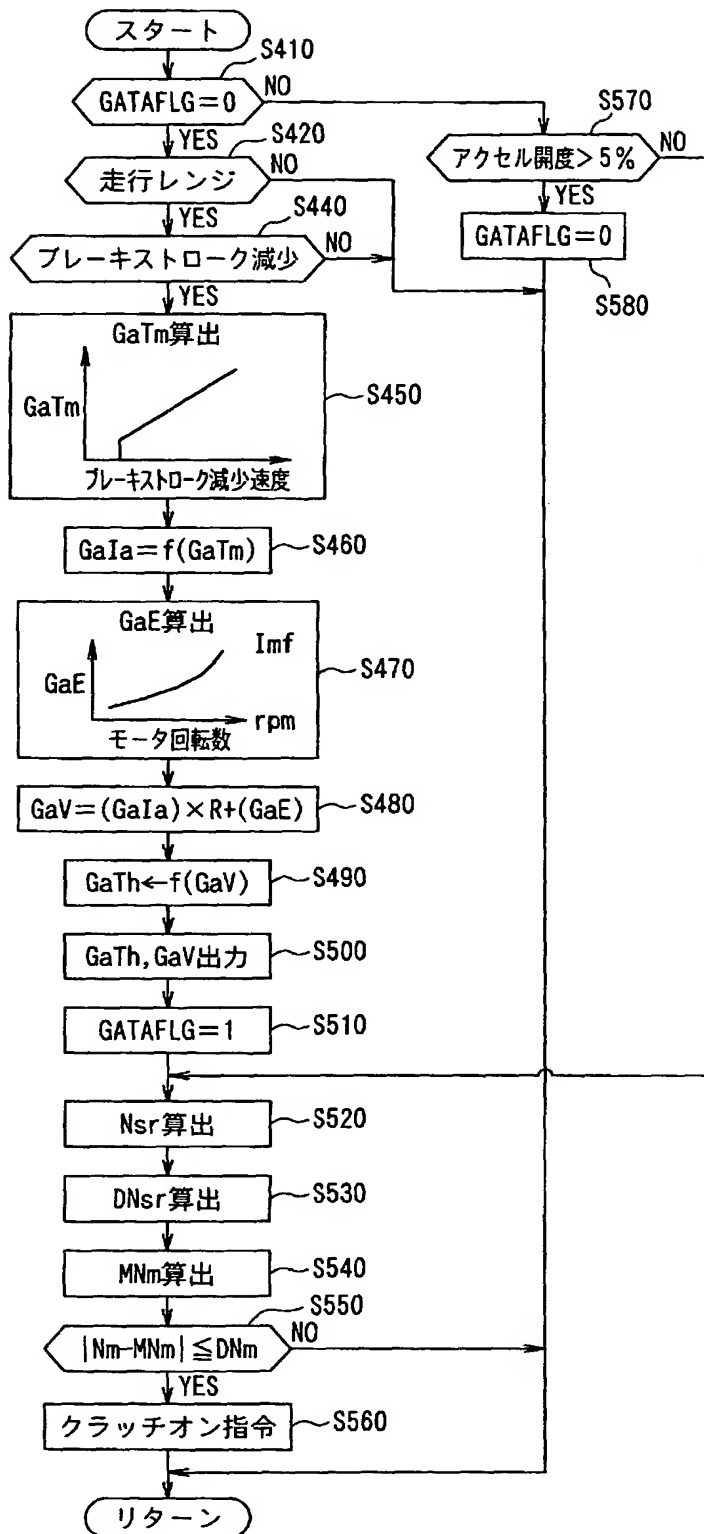 スタート
S410
GATAFLG=0
NO
YES
S420
走行レンジ
NO
YES
S440
ブレーキストローク減少
NO
YES
S570
アクセル開度>5%
NO
YES
GATAFLG=0
S580
GaTm算出
GaTm
ブレーキストローク減少速度
S450
GaIa=f(GaTm)
S460
GaE算出
Imf
GaE
rpm
モータ回転数
S470
GaV=(GaIa)×R+(GaE)
S480
GaTh←f(GaV)
S490
GaTh,GaV出力
S500
GATAFLG=1
S510
Nsr算出
S520
DNsr算出
S530
MNm算出
S540
S550
|Nm-MNm|≦DNm
NO
YES
クラッチオン指令
S560
リターン